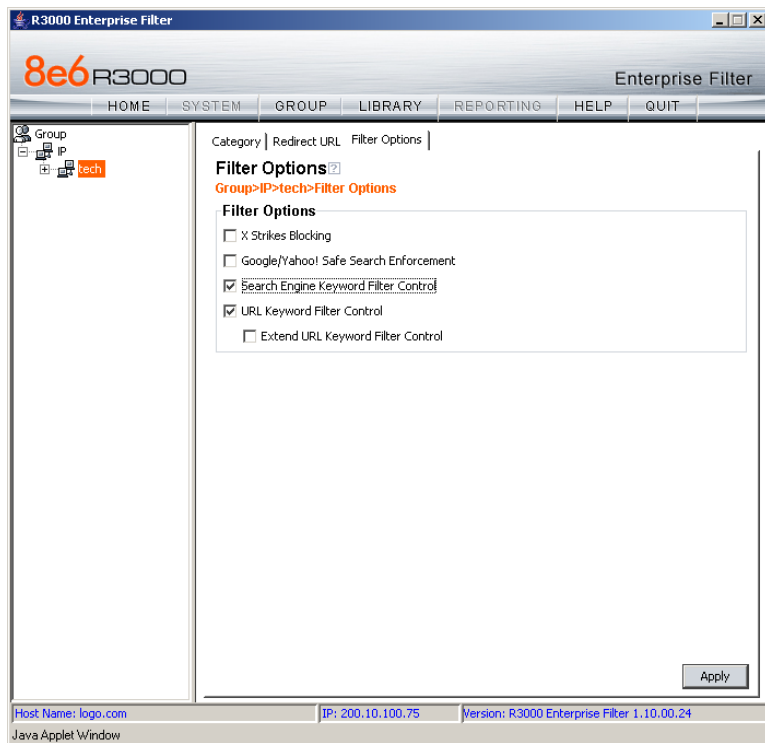 R3000 Enterprise Filter
8e6 R3000
Enterprise Filter
HOME SYSTEM GROUP LIBRARY REPORTING HELP QUIT
Group
IP
tech
Category Redirect URL Filter Options
Filter Options?
Group>IP>tech>Filter Options
Filter Options
X Strikes Blocking
Google/Yahoo! Safe Search Enforcement
Search Engine Keyword Filter Control
URL Keyword Filter Control
Extend URL Keyword Filter Control
Apply
Host Name: logo.com IP: 200.10.100.75 Version: R3000 Enterprise Filter 1.10.00.24
Java Applet Window